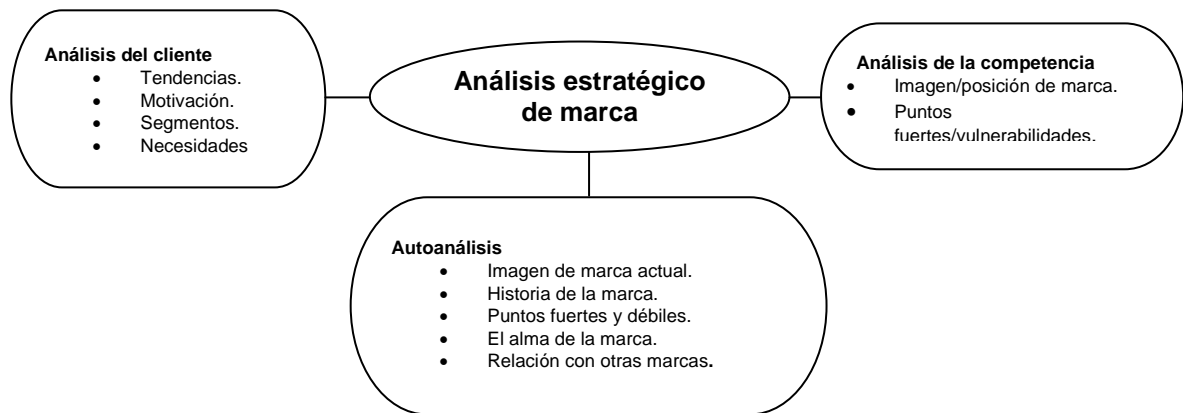 Análisis del cliente
• Tendencias.
• Motivación.
• Segmentos.
• Necesidades
Análisis estratégico
de marca
Análisis de la competencia
• Imagen/posición de marca.
• Puntos
fuertes/vulnerabilidades.
Autoanálisis
• Imagen de marca actual.
• Historia de la marca.
• Puntos fuertes y débiles.
• El alma de la marca.
• Relación con otras marcas.